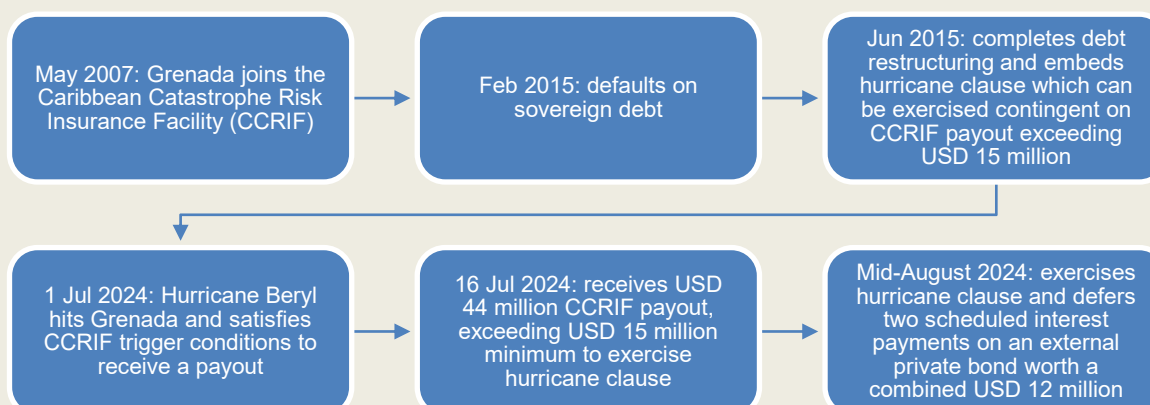 May 2007: Grenada joins the
Caribbean Catastrophe Risk
Insurance Facility (CCRIF)
Feb 2015: defaults on
sovereign debt
Jun 2015: completes debt
restructuring and embeds
hurricane clause which can
be exercised contingent on
CCRIF payout exceeding
USD 15 million
1 Jul 2024: Hurricane Beryl
hits Grenada and satisfies
CCRIF trigger conditions to
receive a payout
16 Jul 2024: receives USD
44 million CCRIF payout,
exceeding USD 15 million
minimum to exercise
hurricane clause
Mid-August 2024: exercises
hurricane clause and defers
two scheduled interest
payments on an external
private bond worth a
combined USD 12 million